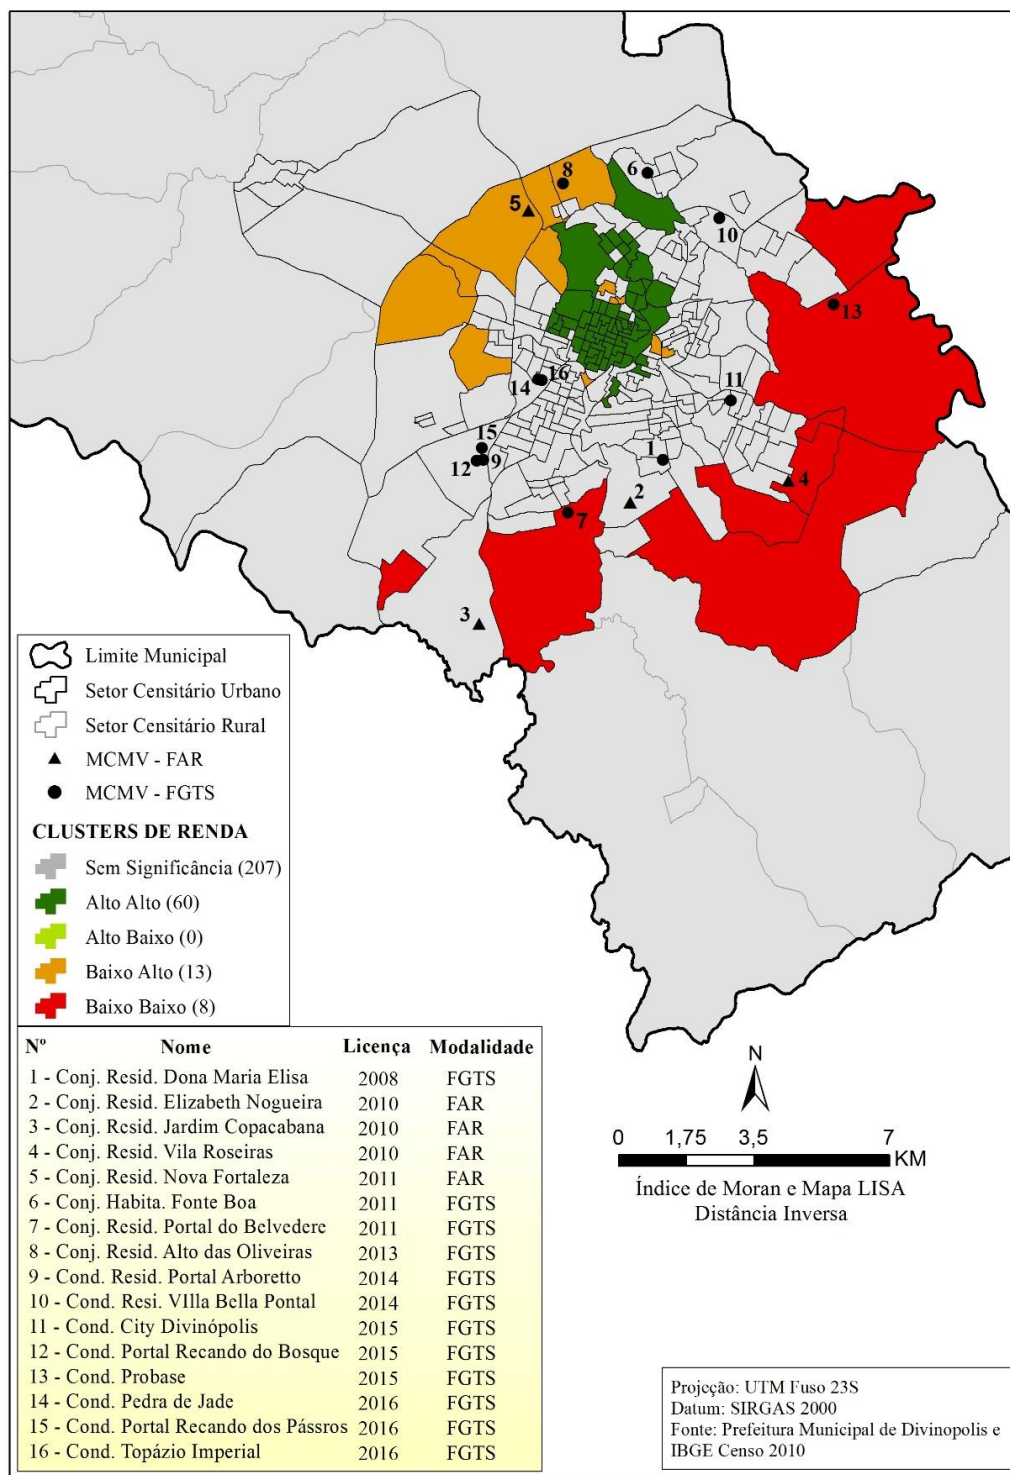 8
6
5
10
13
16
14
11
15
12
9
1
4
2
7
3
Limite Municipal
Setor Censitário Urbano
Setor Censitário Rural
MCMV - FAR
MCMV - FGTS
CLUSTERS DE RENDA
Sem Significância (207)
Alto Alto (60)
Alto Baixo (0)
Baixo Alto (13)
Baixo Baixo (8)
Nº Nome Licença Modalidade
1 - Conj. Resid. Dona Maria Elisa 2008 FGTS
2 - Conj. Resid. Elizabeth Nogueira 2010 FAR
3 - Conj. Resid. Jardim Copacabana 2010 FAR
4 - Conj. Resid. Vila Roseiras 2010 FAR
5 - Conj. Resid. Nova Fortaleza 2011 FAR
6 - Conj. Habita. Fonte Boa 2011 FGTS
7 - Conj. Resid. Portal do Belvedere 2011 FGTS
8 - Conj. Resid. Alto das Oliveiras 2013 FGTS
9 - Cond. Resid. Portal Arboretto 2014 FGTS
10 - Cond. Resi. VIlla Bella Pontal 2014 FGTS
11 - Cond. City Divinópolis 2015 FGTS
12 - Cond. Portal Recando do Bosque 2015 FGTS
13 - Cond. Probase 2015 FGTS
14 - Cond. Pedra de Jade 2016 FGTS
15 - Cond. Portal Recando dos Pássros 2016 FGTS
16 - Cond. Topázio Imperial 2016 FGTS
N
0 1,75 3,5 7
KM
Índice de Moran e Mapa LISA
Distância Inversa
Projeção: UTM Fuso 23S
Datum: SIRGAS 2000
Fonte: Prefeitura Municipal de Divinopolis e
IBGE Censo 2010